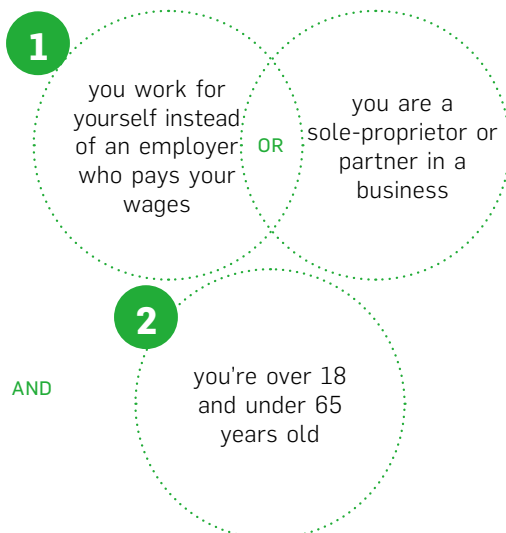 1
you work for
yourself instead
of an employer
who pays your
wages
OR
you are a
sole-proprietor or
partner in a
business
AND
2
you're over 18
and under 65
years old